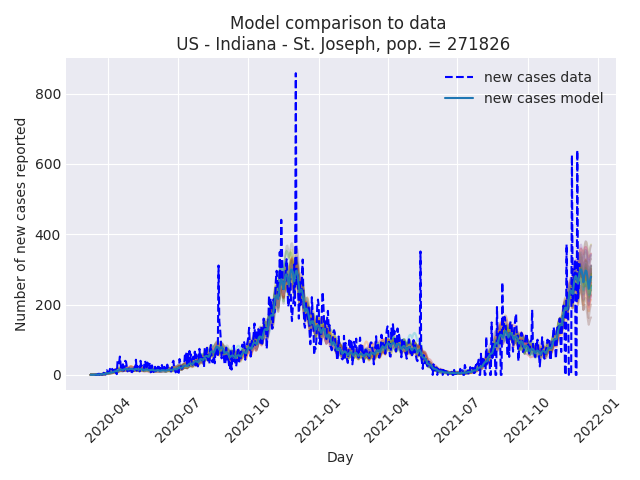 Model comparison to data
US - Indiana - St. Joseph, pop. = 271826
new cases data
new cases model
Number of new cases reported
800
600
400
200
0
2020-04
2020-07
2020-10
2021-01
2021-04
2021-07
2021-10
2022-01
Day